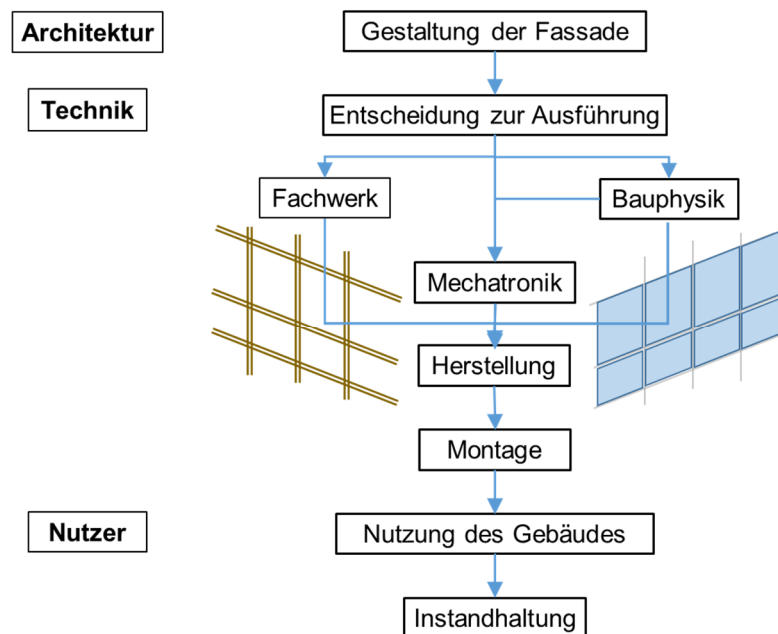 Architektur
Gestaltung der Fassade
Technik
Entscheidung zur Ausführung
Fachwerk
Bauphysik
Mechatronik
Herstellung
Montage
Nutzer
Nutzung des Gebäudes
Instandhaltung